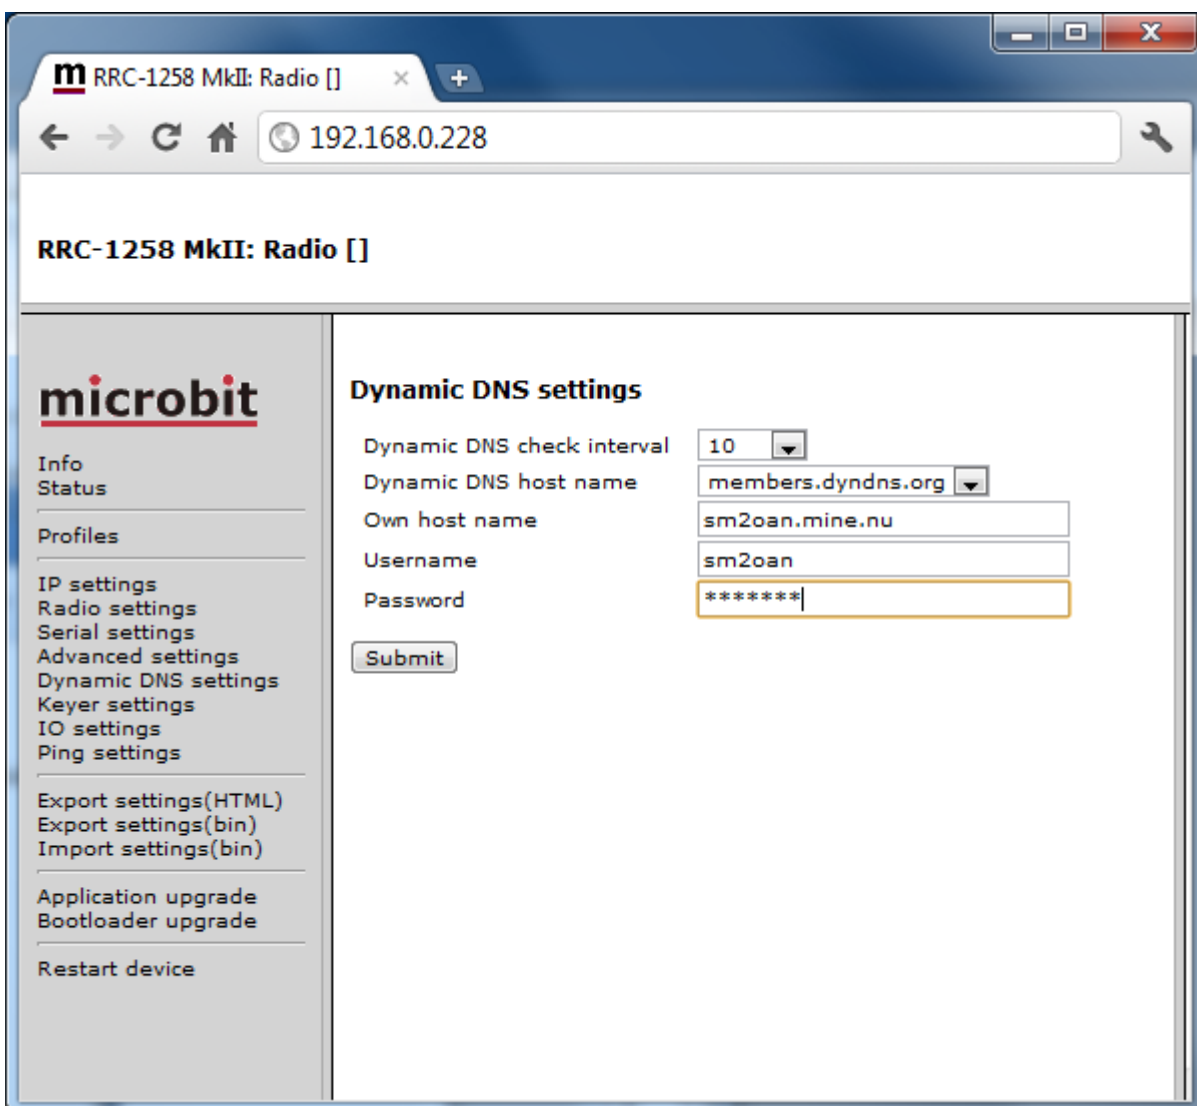 m RRC-1258 MkII: Radio []
192.168.0.228
RRC-1258 MkII: Radio []
microbit
Info
Status
Profiles
IP settings
Radio settings
Serial settings
Advanced settings
Dynamic DNS settings
Keyer settings
IO settings
Ping settings
Export settings(HTML)
Export settings(bin)
Import settings(bin)
Application upgrade
Bootloader upgrade
Restart device
Dynamic DNS settings
Dynamic DNS check interval 10
Dynamic DNS host name members.dyndns.org
Own host name sm2oan.mine.nu
Username sm2oan
Password *******
Submit